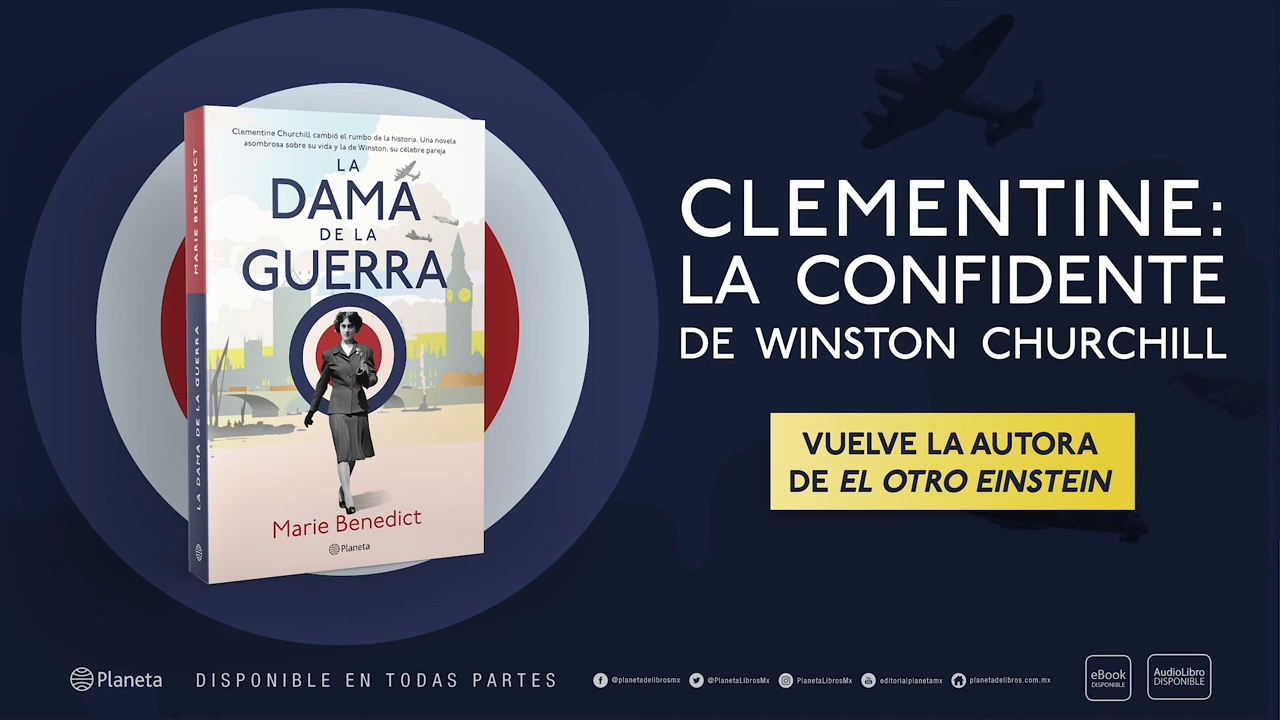 Clementine Churchill cambió el rumbo de la historia. Una novela
asombrosa sobre su vida y la de Winston, su célebre pareja
LA
DAMA
DE LA
GUERRA
Marie Benedict
Planeta
MARIE BENEDICT
LA DAMA DE LA GUERRA
CLEMENTINE:
LA CONFIDENTE
DE WINSTON CHURCHILL
VUELVE LA AUTORA
DE EL OTRO EINSTEIN
Planeta
DISPONIBLE EN TODAS PARTES
@planetadelibrosmx
@PlanetaLibrosMx
PlanetaLibrosMx
editorialplanetamx
planetadelibros.com.mx
eBook
DISPONIBLE
AudioLibro
DISPONIBLE